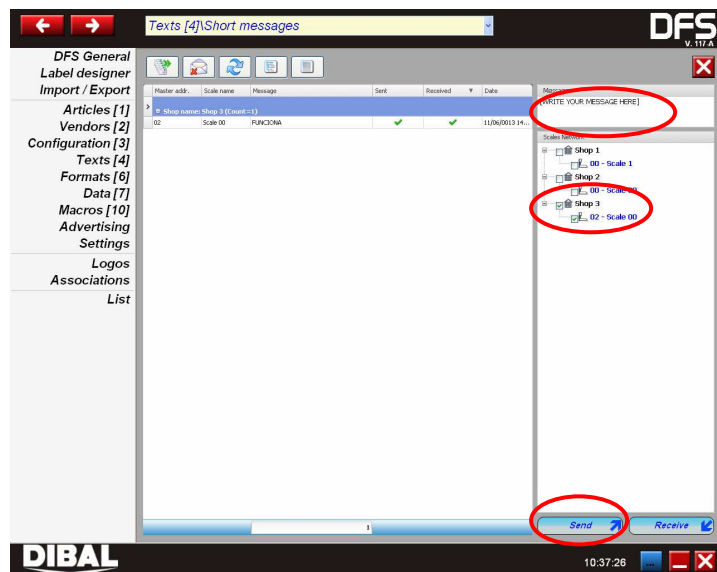 Texts [4]\Short messages
DFS
V. 117-A
DFS General
Label designer
Import / Export
Articles [1]
Vendors [2]
Configuration [3]
Texts [4]
Formats [6]
Data [7]
Macros [10]
Advertising
Settings
Logos
Associations
List
Master addr. Scale name Message Sent Received Date
Shop name: Shop 3 (Count=1)
02 Scale 00 FUNCIONA 11/06/0013 14...
Message
[WRITE YOUR MESSAGE HERE]
Scales Network
Shop 1
00 - Scale 1
Shop 2
00 - Scale 00
Shop 3
02 - Scale 00
1
Send
Receive
DIBAL
10:37:26
...